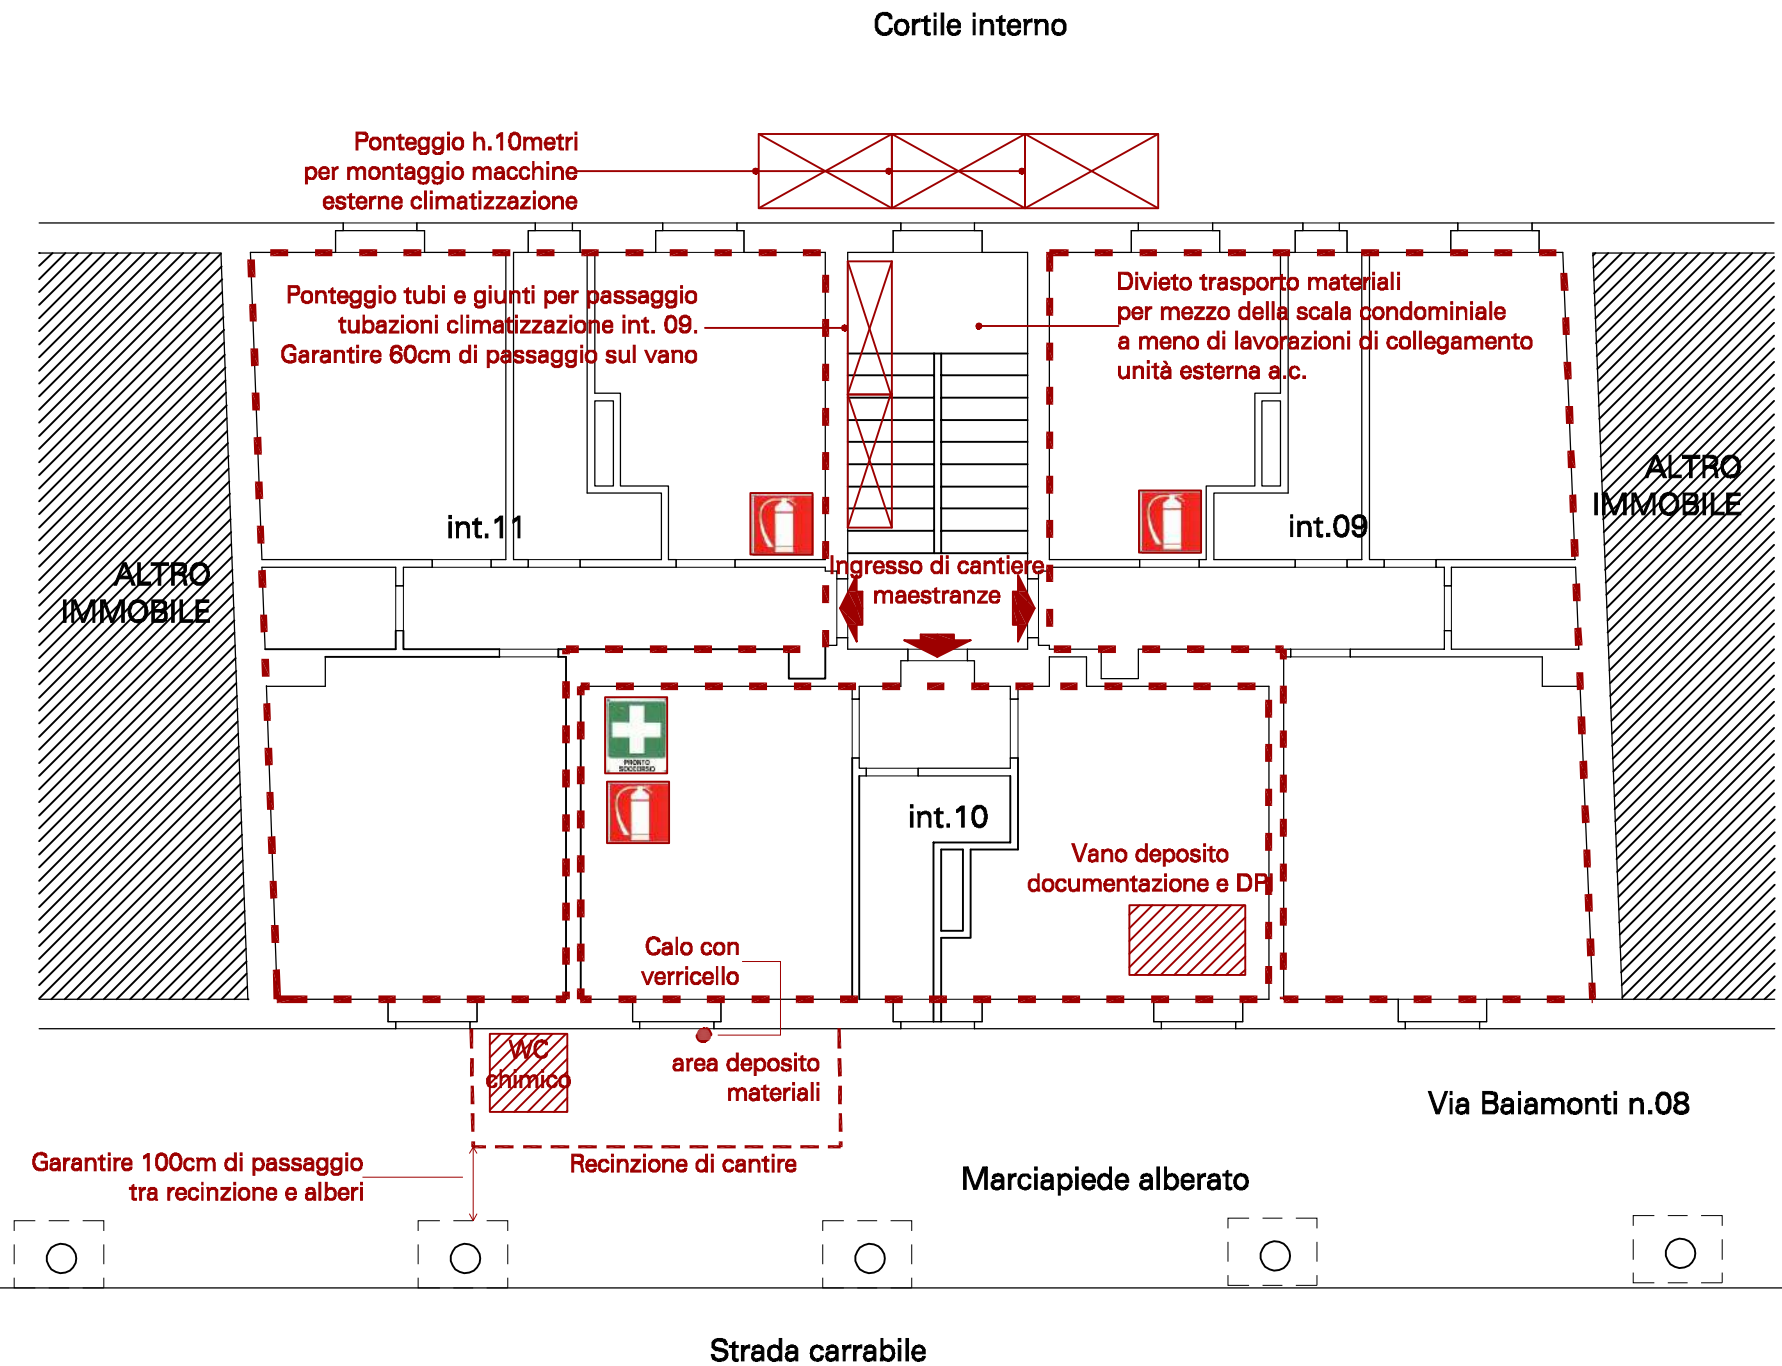 Cortile interno
Ponteggio h.10metri
per montaggio macchine
esterne climatizzazione
Ponteggio tubi e giunti per passaggio
tubazioni climatizzazione int. 09.
Garantire 60cm di passaggio sul vano
Divieto trasporto materiali
per mezzo della scala condominiale
a meno di lavorazioni di collegamento
unità esterna a.c.
ALTRO
IMMOBILE
int.11
int.09
ALTRO
IMMOBILE
Ingresso di cantiere
maestranze
PRONTO
SOCCORSO
int.10
Vano deposito
documentazione e DPI
Calo con
verricello
WC
chimico
area deposito
materiali
Via Baiamonti n.08
Garantire 100cm di passaggio
tra recinzione e alberi
Recinzione di cantire
Marciapiede alberato
Strada carrabile